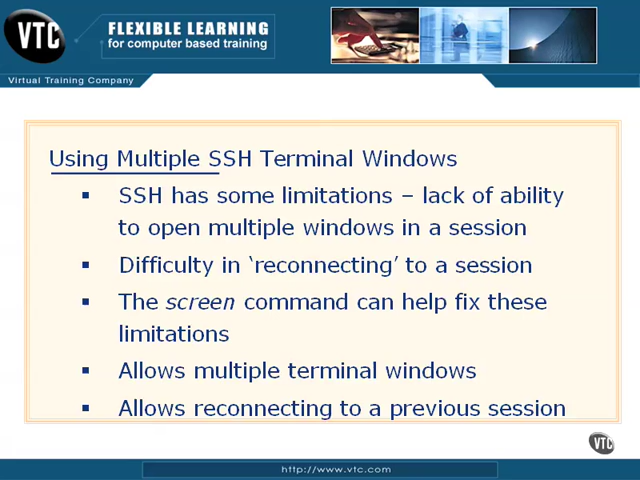 VTC
FLEXIBLE LEARNING
for computer based training
Virtual Training Company
Using Multiple SSH Terminal Windows
▪ SSH has some limitations – lack of ability
to open multiple windows in a session
▪ Difficulty in ‘reconnecting’ to a session
▪ The screen command can help fix these
limitations
▪ Allows multiple terminal windows
▪ Allows reconnecting to a previous session
VTC
http://www.vtc.com